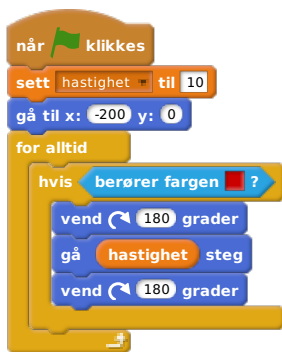 når klikkes
sett hastighet til 10
gå til x: -200 y: 0
for alltid
hvis berører fargen ?
vend 180 grader
gå hastighet steg
vend 180 grader